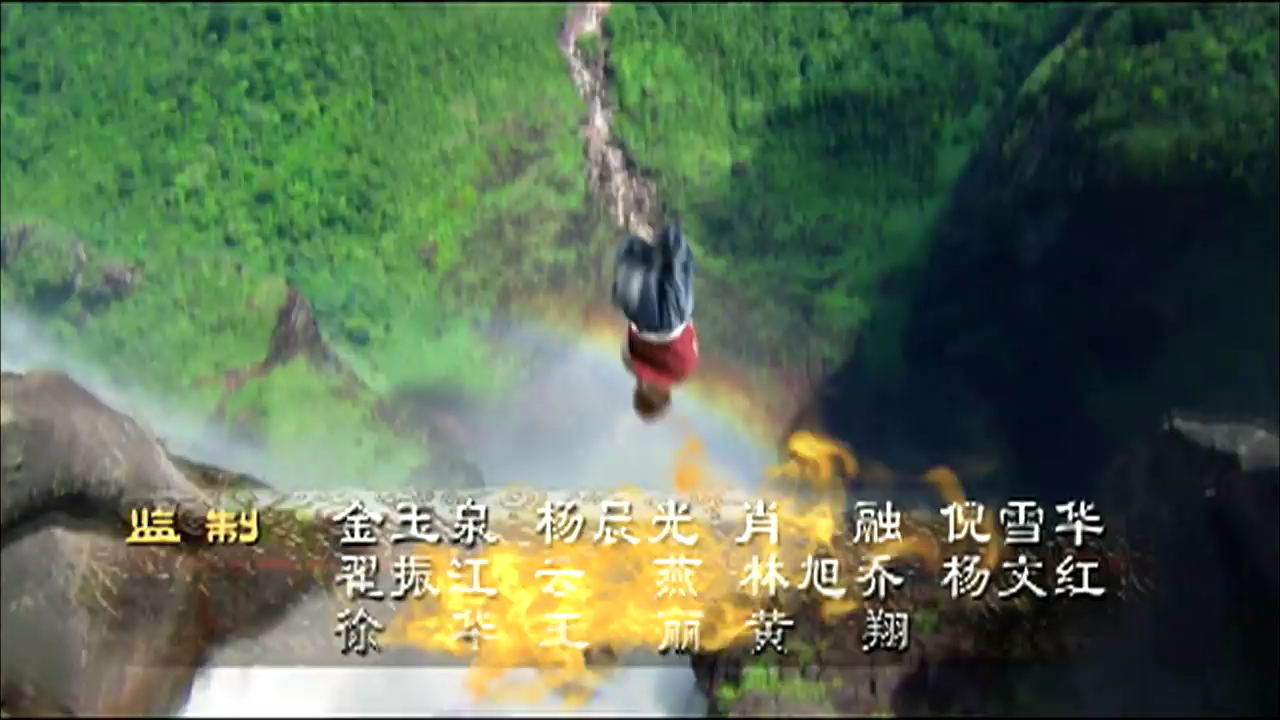 监制 金玉泉 杨晨光 肖融 倪雪华
翟振江 云燕 林旭乔 杨文红
徐华 王丽 黄翔